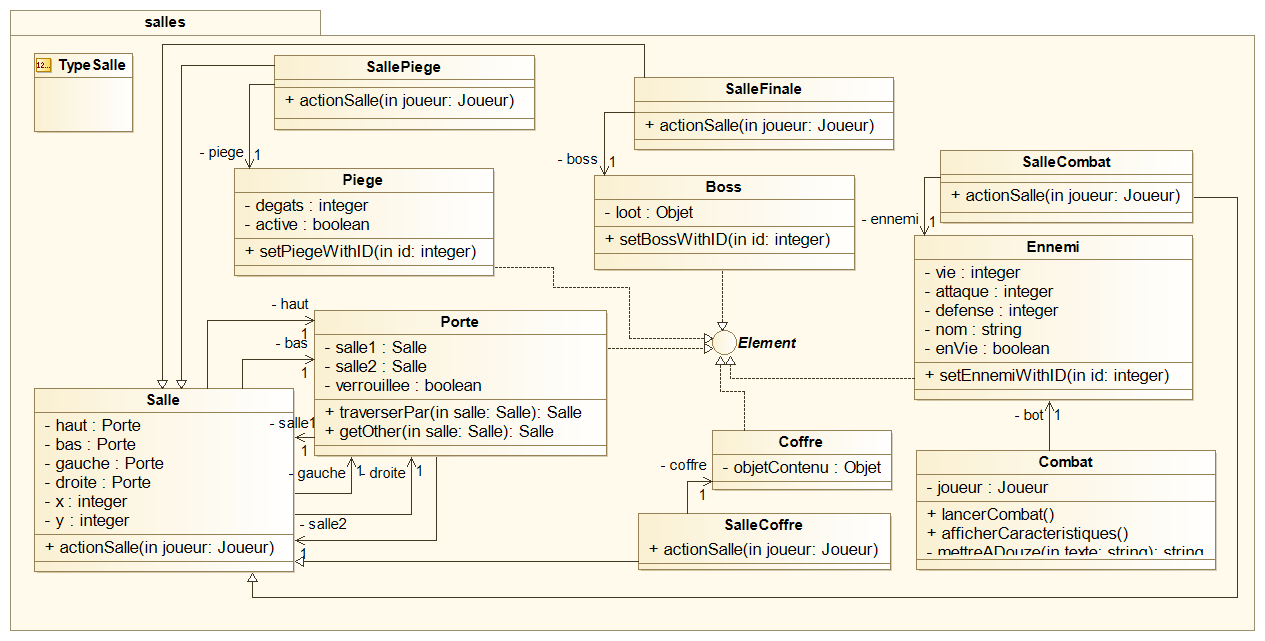 salles
12...
TypeSalle
SallePiege
+ actionSalle(in joueur: Joueur)
SalleFinale
+ actionSalle(in joueur: Joueur)
- piege
1
- boss
1
SalleCombat
+ actionSalle(in joueur: Joueur)
Piege
- degats : integer
- active : boolean
+ setPiegeWithID(in id: integer)
Boss
- loot : Objet
+ setBossWithID(in id: integer)
- ennemi
1
Ennemi
- vie : integer
- attaque : integer
- defense : integer
- nom : string
- enVie : boolean
+ setEnnemiWithID(in id: integer)
- haut
1
- bas
1
Porte
- salle1 : Salle
- salle2 : Salle
- verrouillee : boolean
+ traverserPar(in salle: Salle): Salle
+ getOther(in salle: Salle): Salle
Element
Salle
- haut : Porte
- bas : Porte
- gauche : Porte
- droite : Porte
- x : integer
- y : integer
+ actionSalle(in joueur: Joueur)
- salle1
1
- gauche
1
- droite
1
- salle2
1
- bot
1
Coffre
- objetContenu : Objet
- coffre
1
SalleCoffre
+ actionSalle(in joueur: Joueur)
Combat
- joueur : Joueur
+ lancerCombat()
+ afficherCaracteristiques()
- mettreADouze(in texte: string): string